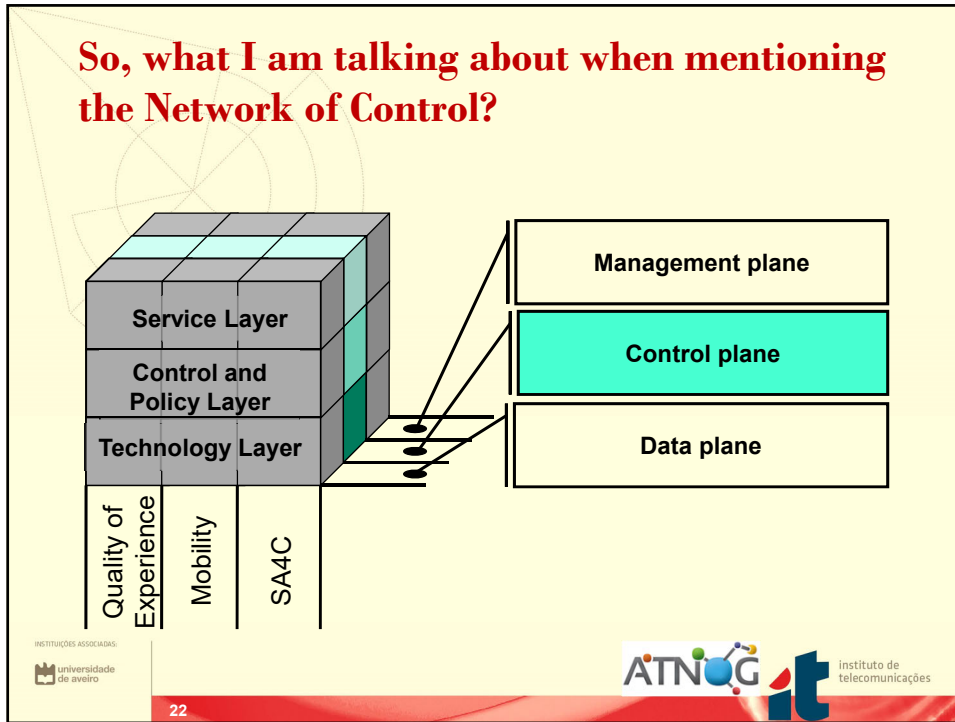 So, what I am talking about when mentioning
the Network of Control?
Service Layer
Control and
Policy Layer
Technology Layer
Quality of
Experience
Mobility
SA4C
Management plane
Control plane
Data plane
INSTITUIÇÕES ASSOCIADAS:
universidade
de aveiro
22
ATNOG
it
instituto de
telecomunicações